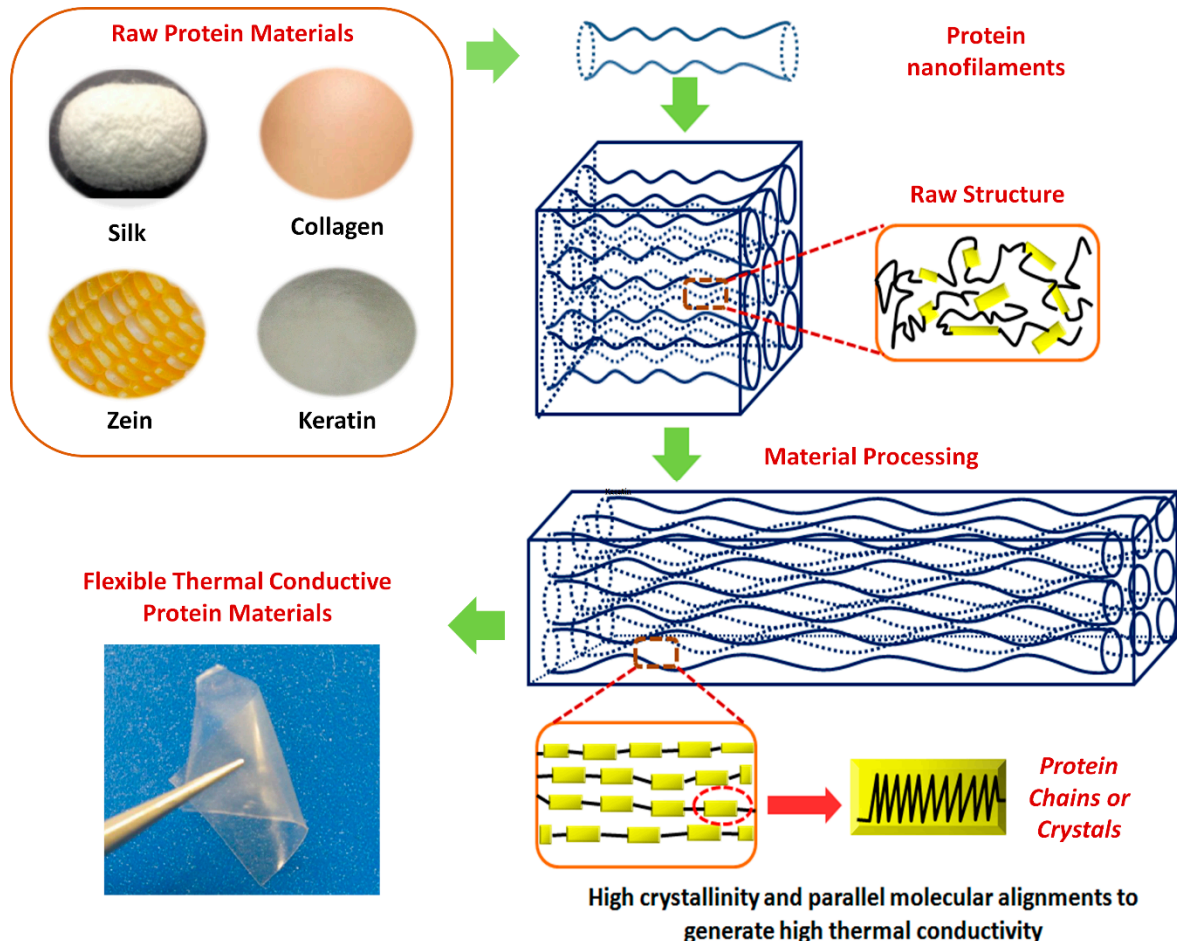 Raw Protein Materials
Silk
Collagen
Zein
Keratin
Protein
nanofilaments
Raw Structure
Material Processing
Keratin
Flexible Thermal Conductive
Protein Materials
Protein
Chains or
Crystals
High crystallinity and parallel molecular alignments to
generate high thermal conductivity